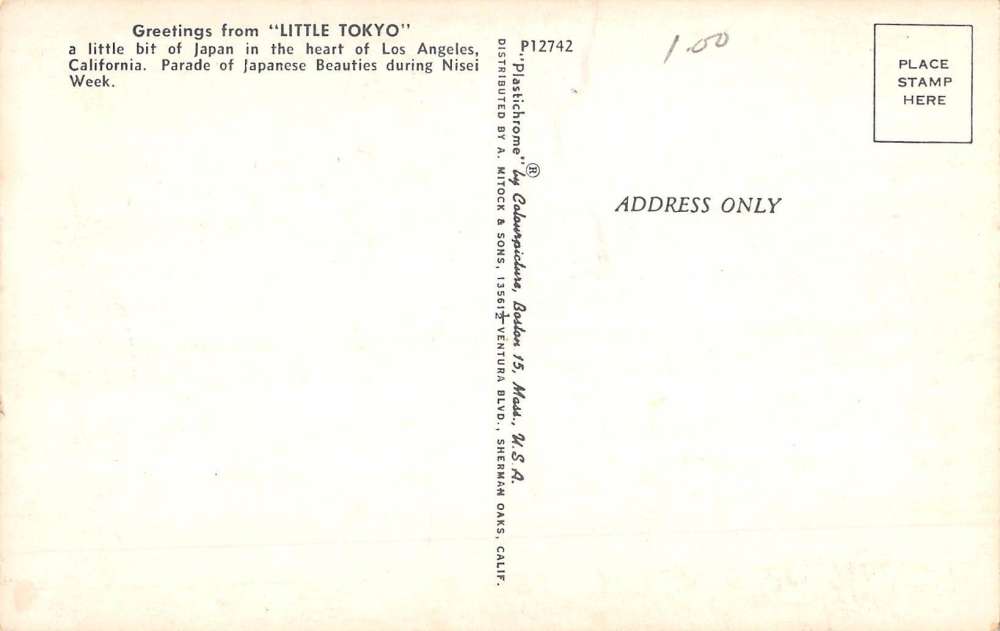 Greetings from "LITTLE TOKYO"
a little bit of Japan in the heart of Los Angeles,
California. Parade of Japanese Beauties during Nisei
Week.
P12742
"Plastichrome"® by Colourpicture, Boston 15, Mass., U.S.A.
DISTRIBUTED BY A. MITOCK & SONS, 13561½ VENTURA BLVD., SHERMAN OAKS, CALIF.
1.00
PLACE
STAMP
HERE
ADDRESS ONLY